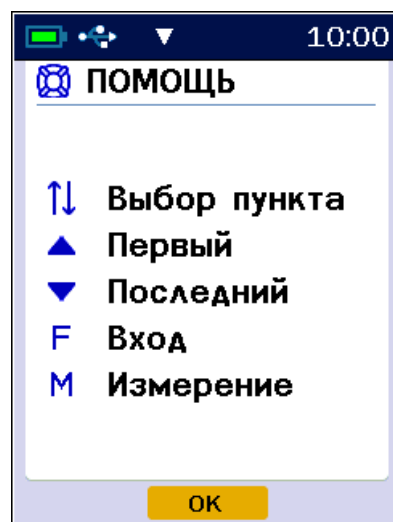 10:00
ПОМОЩЬ
Выбор пункта
Первый
Последний
F Вход
M Измерение
OK